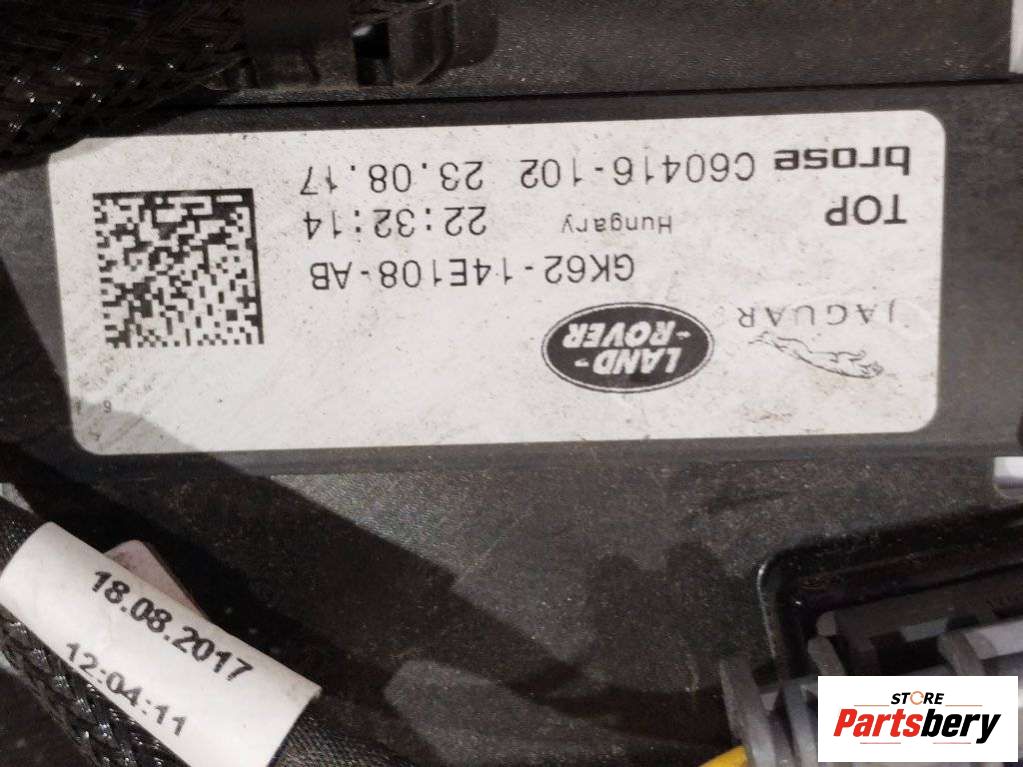 brose C60416-102 23.08.17
TOP Hungary 22:32:14
GK62-14E108-AB
JAGUAR
LAND-
-ROVER
18.08.2017
12:04:11
STORE
Partsbery